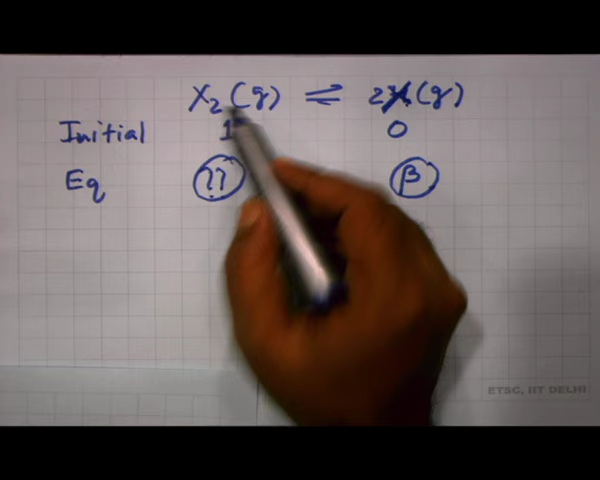 X₂(g) ⇌ 2X(g)
Initial 1 0
Eq ?? β
ETSC, IIT DELHI